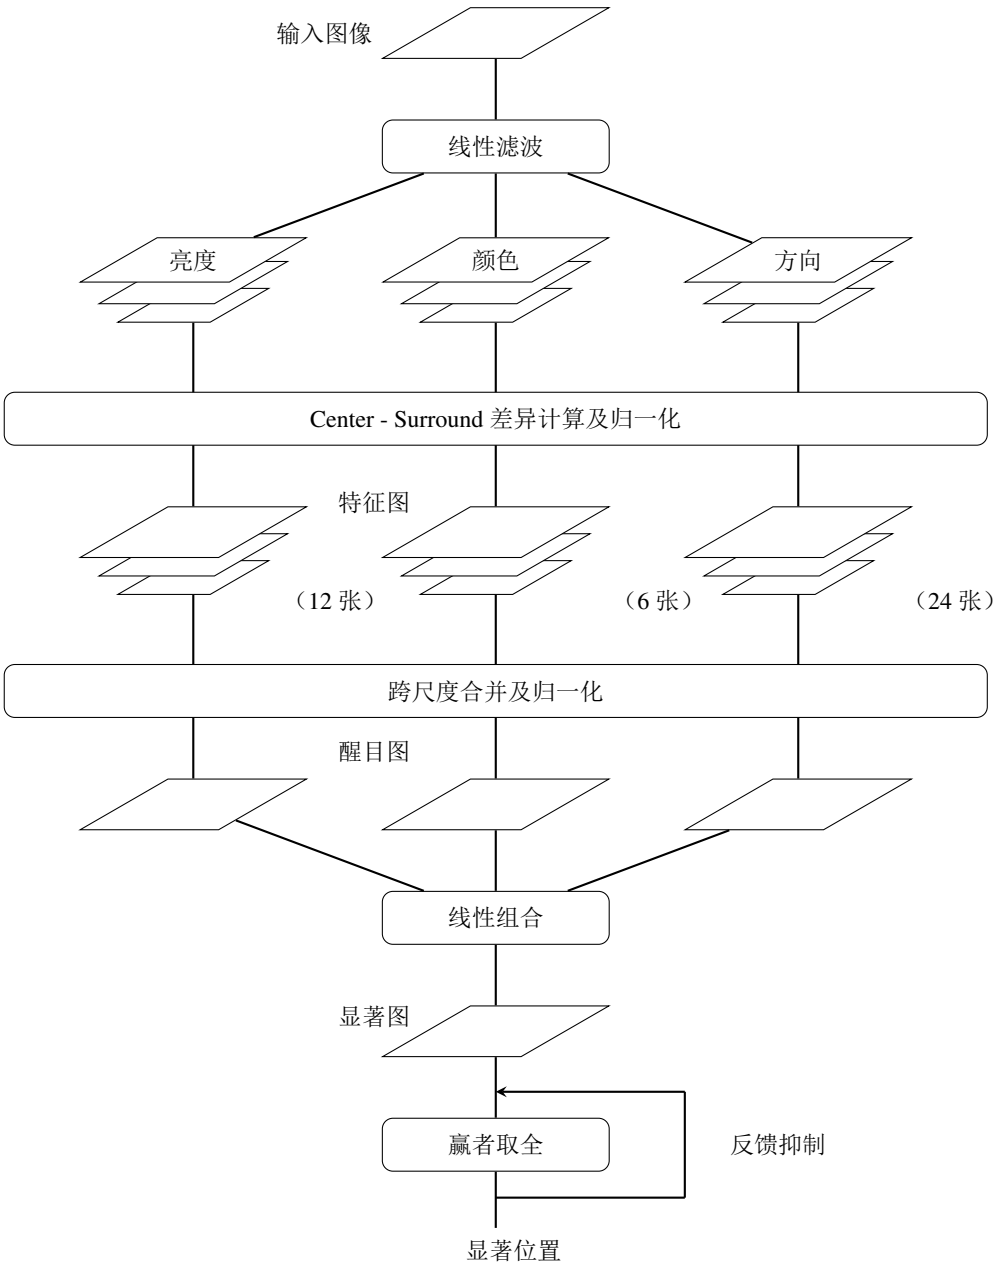 输入图像
线性滤波
亮度
颜色
方向
Center - Surround 差异计算及归一化
特征图
（12 张）
（6 张）
（24 张）
跨尺度合并及归一化
醒目图
线性组合
显著图
赢者取全
反馈抑制
显著位置